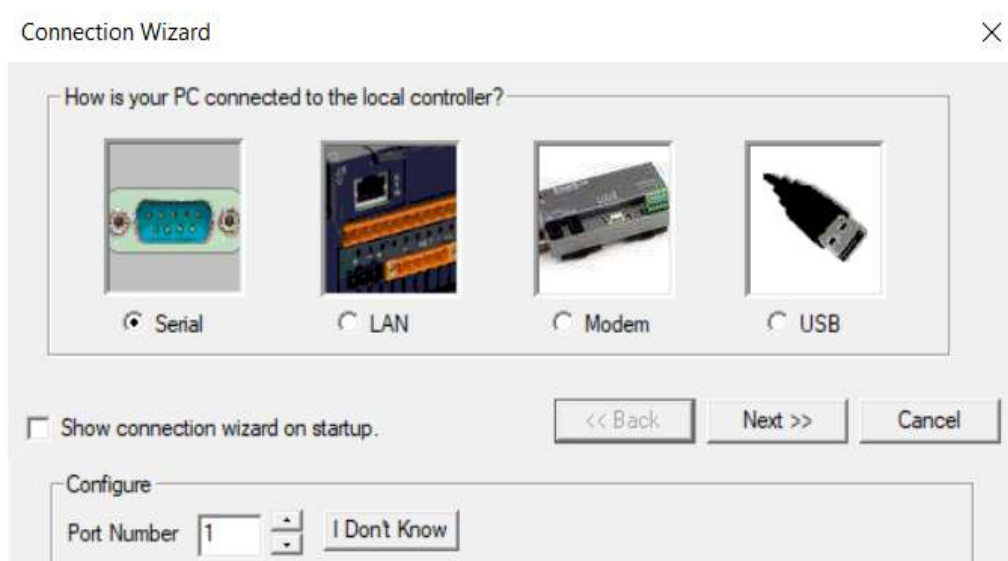 Connection Wizard
How is your PC connected to the local controller?
Serial LAN Modem USB
Show connection wizard on startup. << Back Next >> Cancel
Configure
Port Number 1 I Don't Know